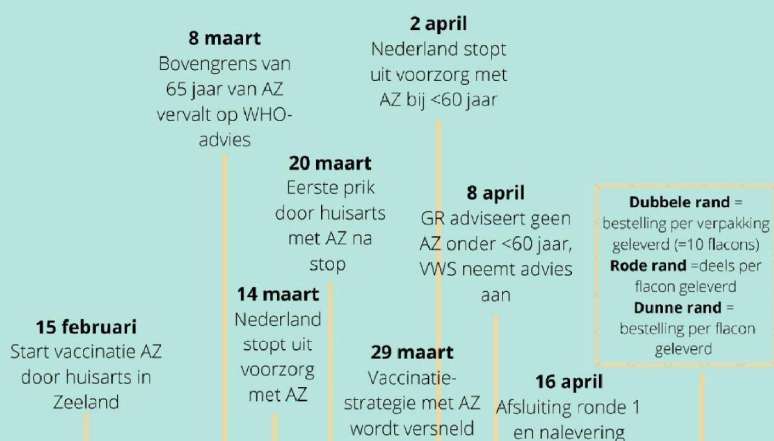 15 februari
Start vaccinatie AZ
door huisarts in
Zeeland
8 maart
Bovengrens van
65 jaar van AZ
vervalt op WHO-
advies
14 maart
Nederland
stopt uit
voorzorg
met AZ
20 maart
Eerste prik
door huisarts
met AZ na
stop
29 maart
Vaccinatie-
strategie met AZ
wordt versneld
2 april
Nederland stopt
uit voorzorg met
AZ bij <60 jaar
8 april
GR adviseert geen
AZ onder <60 jaar,
VWS neemt advies
aan
16 april
Afsluiting ronde 1
en nalevering
Dubbele rand =
bestelling per verpakking
geleverd (=10 flacons)
Rode rand =deels per
flacon geleverd
Dunne rand =
bestelling per flacon
geleverd